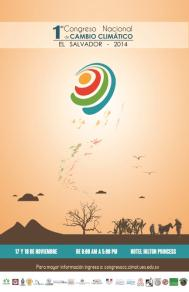 1er Congreso Nacional
de CAMBIO CLIMÁTICO
EL SALVADOR - 2014
17 Y 18 DE NOVIEMBRE DE 8:00 AM A 5:00 PM HOTEL HILTON PRINCESS
Para mayor información ingresa a: congresocc.climat.ues.edu.sv